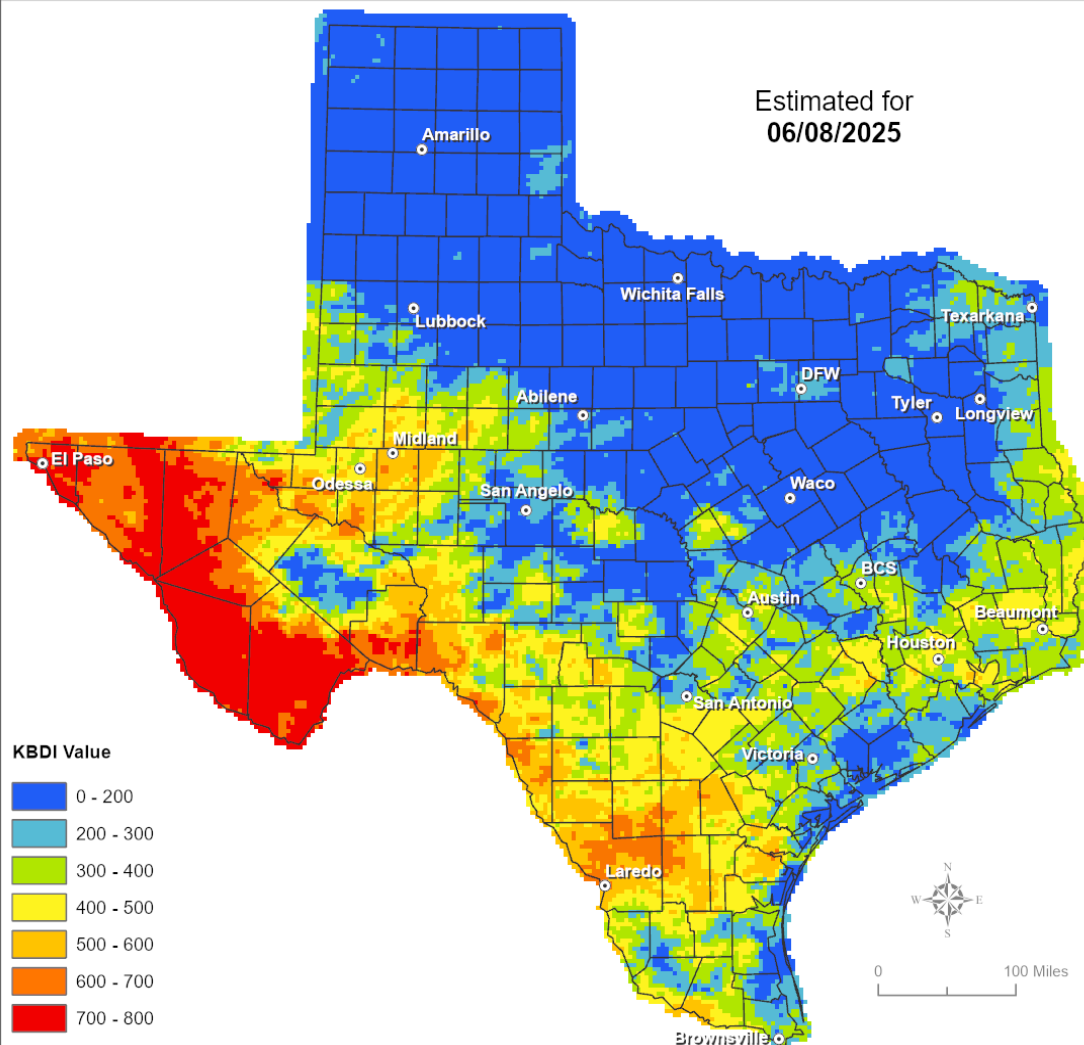 Estimated for
06/08/2025
Amarillo
Wichita Falls
Lubbock
Texarkana
DFW
Abilene
Tyler
Longview
Midland
El Paso
Odessa
San Angelo
Waco
BCS
Austin
Beaumont
Houston
San Antonio
Victoria
KBDI Value
0 - 200
200 - 300
300 - 400
400 - 500
500 - 600
600 - 700
700 - 800
Laredo
N
W
E
S
0
100 Miles
Brownsville